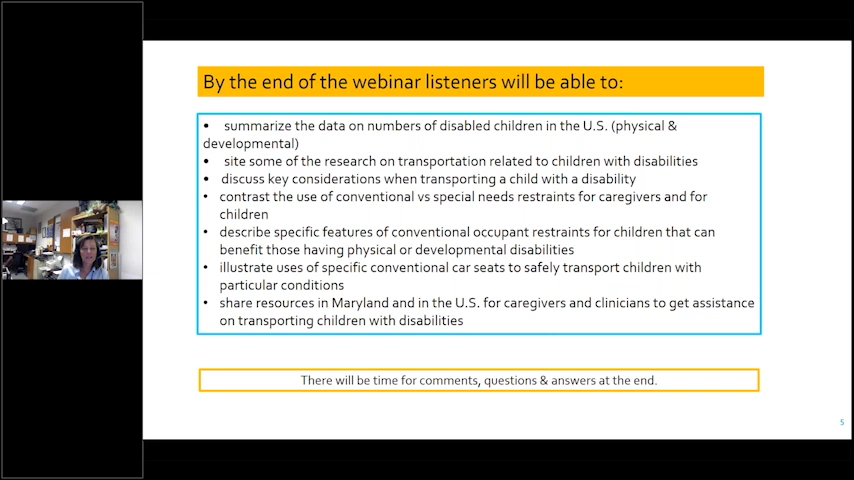 By the end of the webinar listeners will be able to:
• summarize the data on numbers of disabled children in the U.S. (physical &
developmental)
• site some of the research on transportation related to children with disabilities
• discuss key considerations when transporting a child with a disability
• contrast the use of conventional vs special needs restraints for caregivers and for
children
• describe specific features of conventional occupant restraints for children that can
benefit those having physical or developmental disabilities
• illustrate uses of specific conventional car seats to safely transport children with
particular conditions
• share resources in Maryland and in the U.S. for caregivers and clinicians to get assistance
on transporting children with disabilities
There will be time for comments, questions & answers at the end.
5